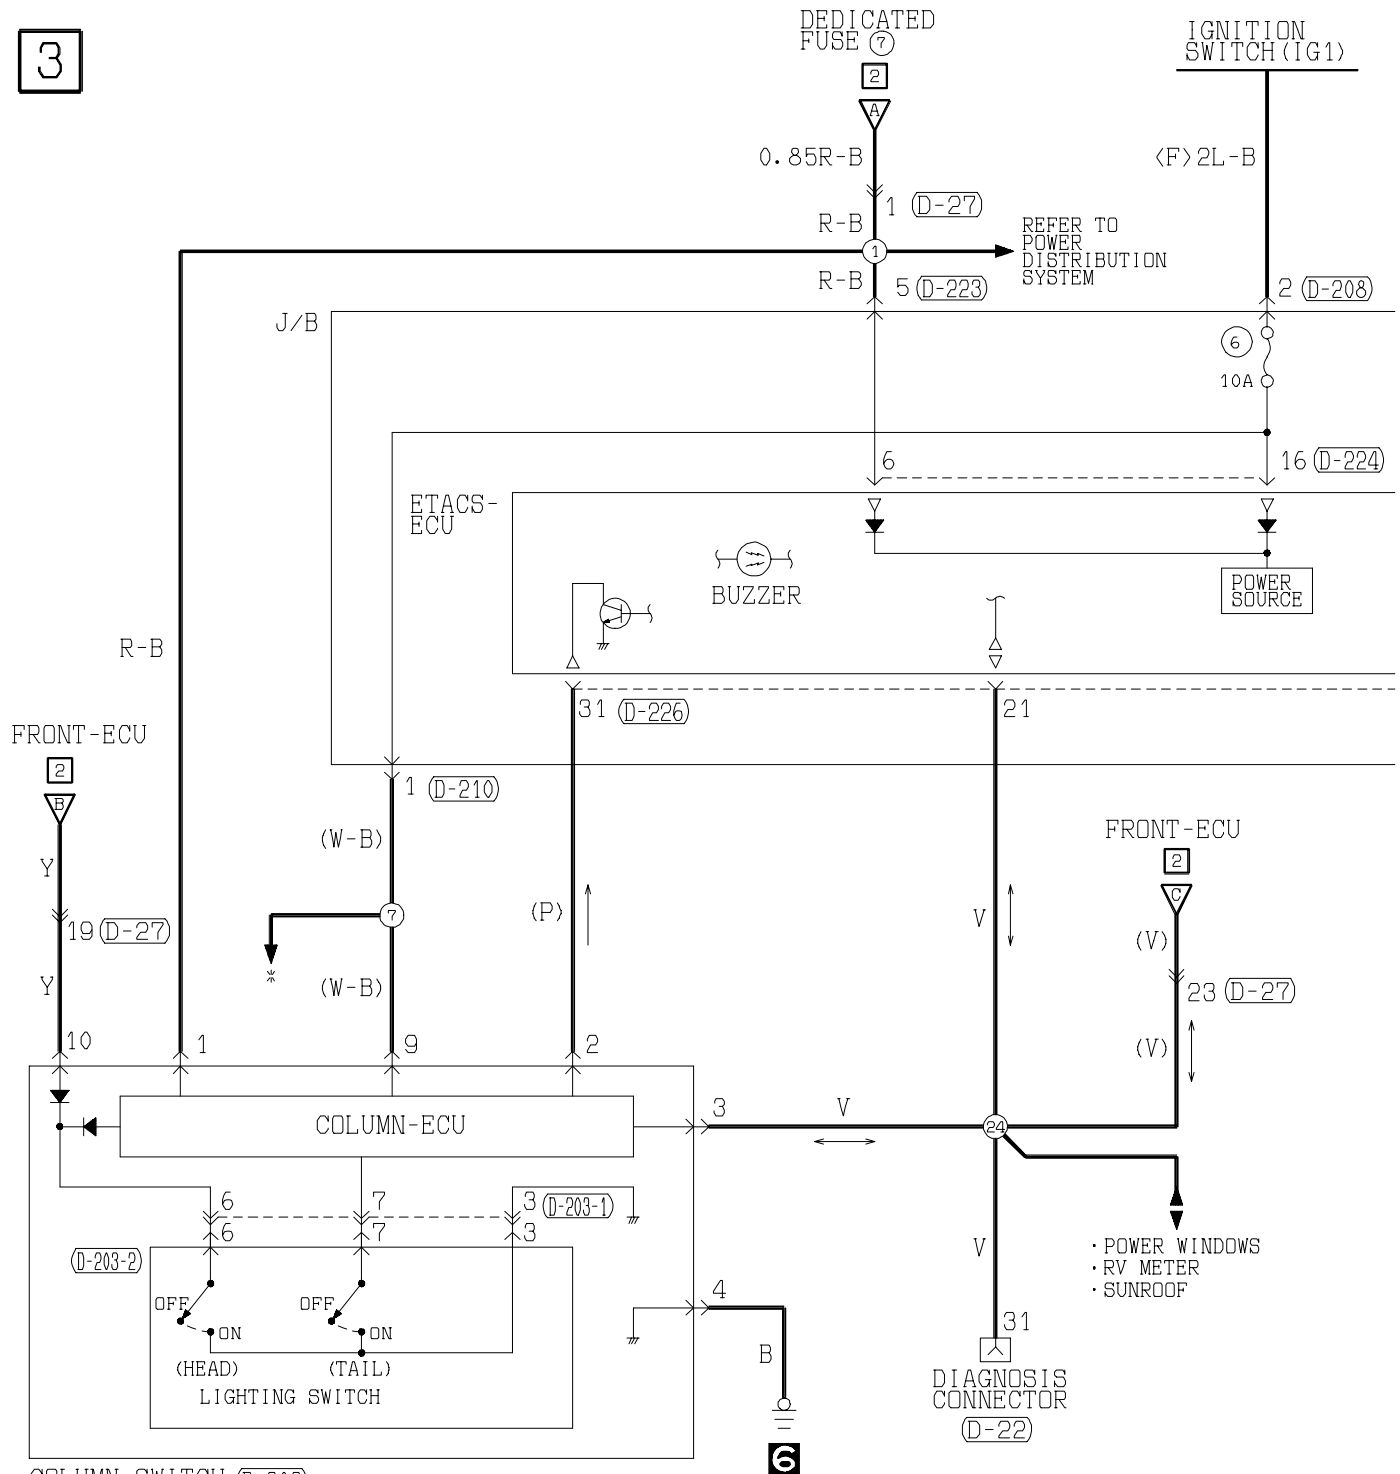 3
DEDICATED
FUSE 7
2
A
IGNITION
SWITCH(IG1)
0.85R-B
<F>2L-B
1 D-27
R-B
1
REFER TO
POWER
DISTRIBUTION
SYSTEM
R-B
5 D-223
2 D-208
J/B
6
10A
6
16 D-224
ETACS-
ECU
BUZZER
POWER
SOURCE
R-B
31 D-226
21
FRONT-ECU
2
B
1 D-210
(W-B)
FRONT-ECU
2
C
Y
7
(P)
V
(V)
19 D-27
*
Y
(W-B)
23 D-27
(V)
10
1
9
2
COLUMN-ECU
3
V
24
6
7
3 D-203-1
6
7
3
D-203-2
OFF
ON
OFF
ON
(HEAD)
(TAIL)
LIGHTING SWITCH
4
B
6
V
· POWER WINDOWS
· RV METER
· SUNROOF
31
DIAGNOSIS
CONNECTOR
D-22
COLUMN SWITCH